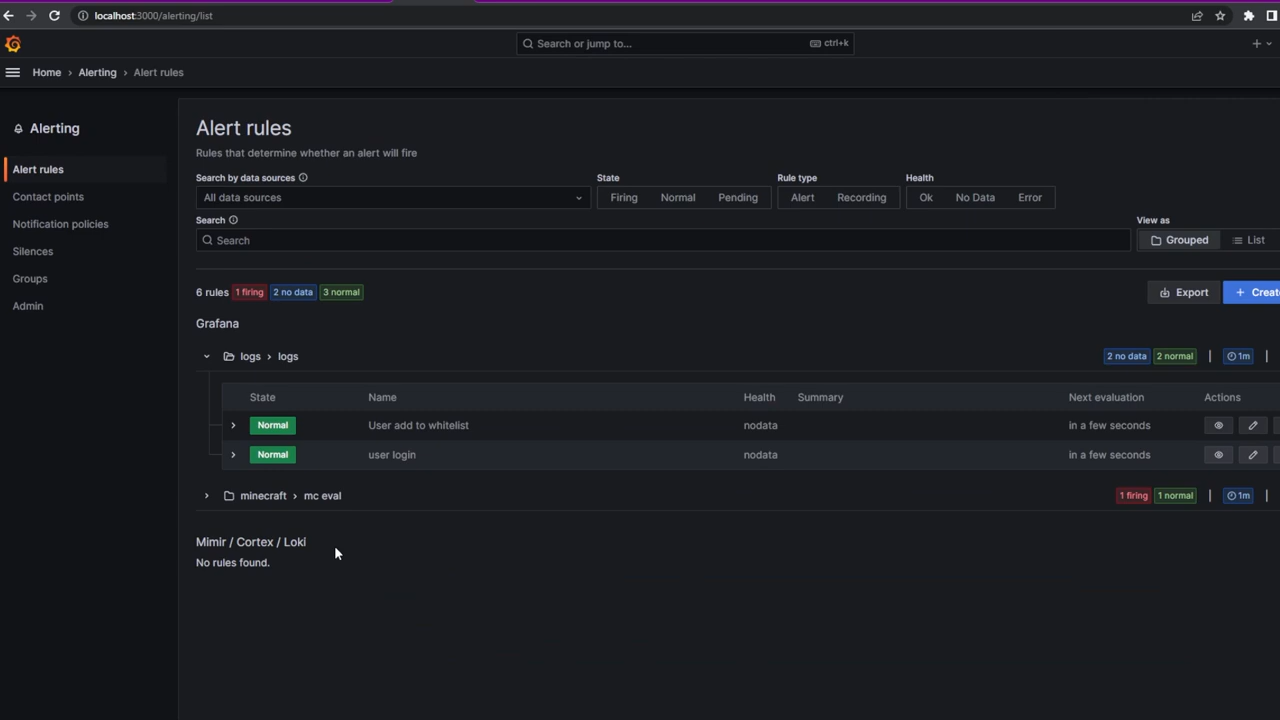 localhost:3000/alerting/list
Search or jump to... ctrl+k
Home › Alerting › Alert rules
Alerting
Alert rules
Contact points
Notification policies
Silences
Groups
Admin
Alert rules
Rules that determine whether an alert will fire
Search by data sources State Rule type Health
All data sources Firing Normal Pending Alert Recording Ok No Data Error
Search View as
Search Grouped List
6 rules 1 firing 2 no data 3 normal Export + Creat
Grafana
logs › logs 2 no data 2 normal | 1m |
State Name Health Summary Next evaluation Actions
Normal User add to whitelist nodata in a few seconds
Normal user login nodata in a few seconds
minecraft › mc eval 1 firing 1 normal | 1m |
Mimir / Cortex / Loki
No rules found.